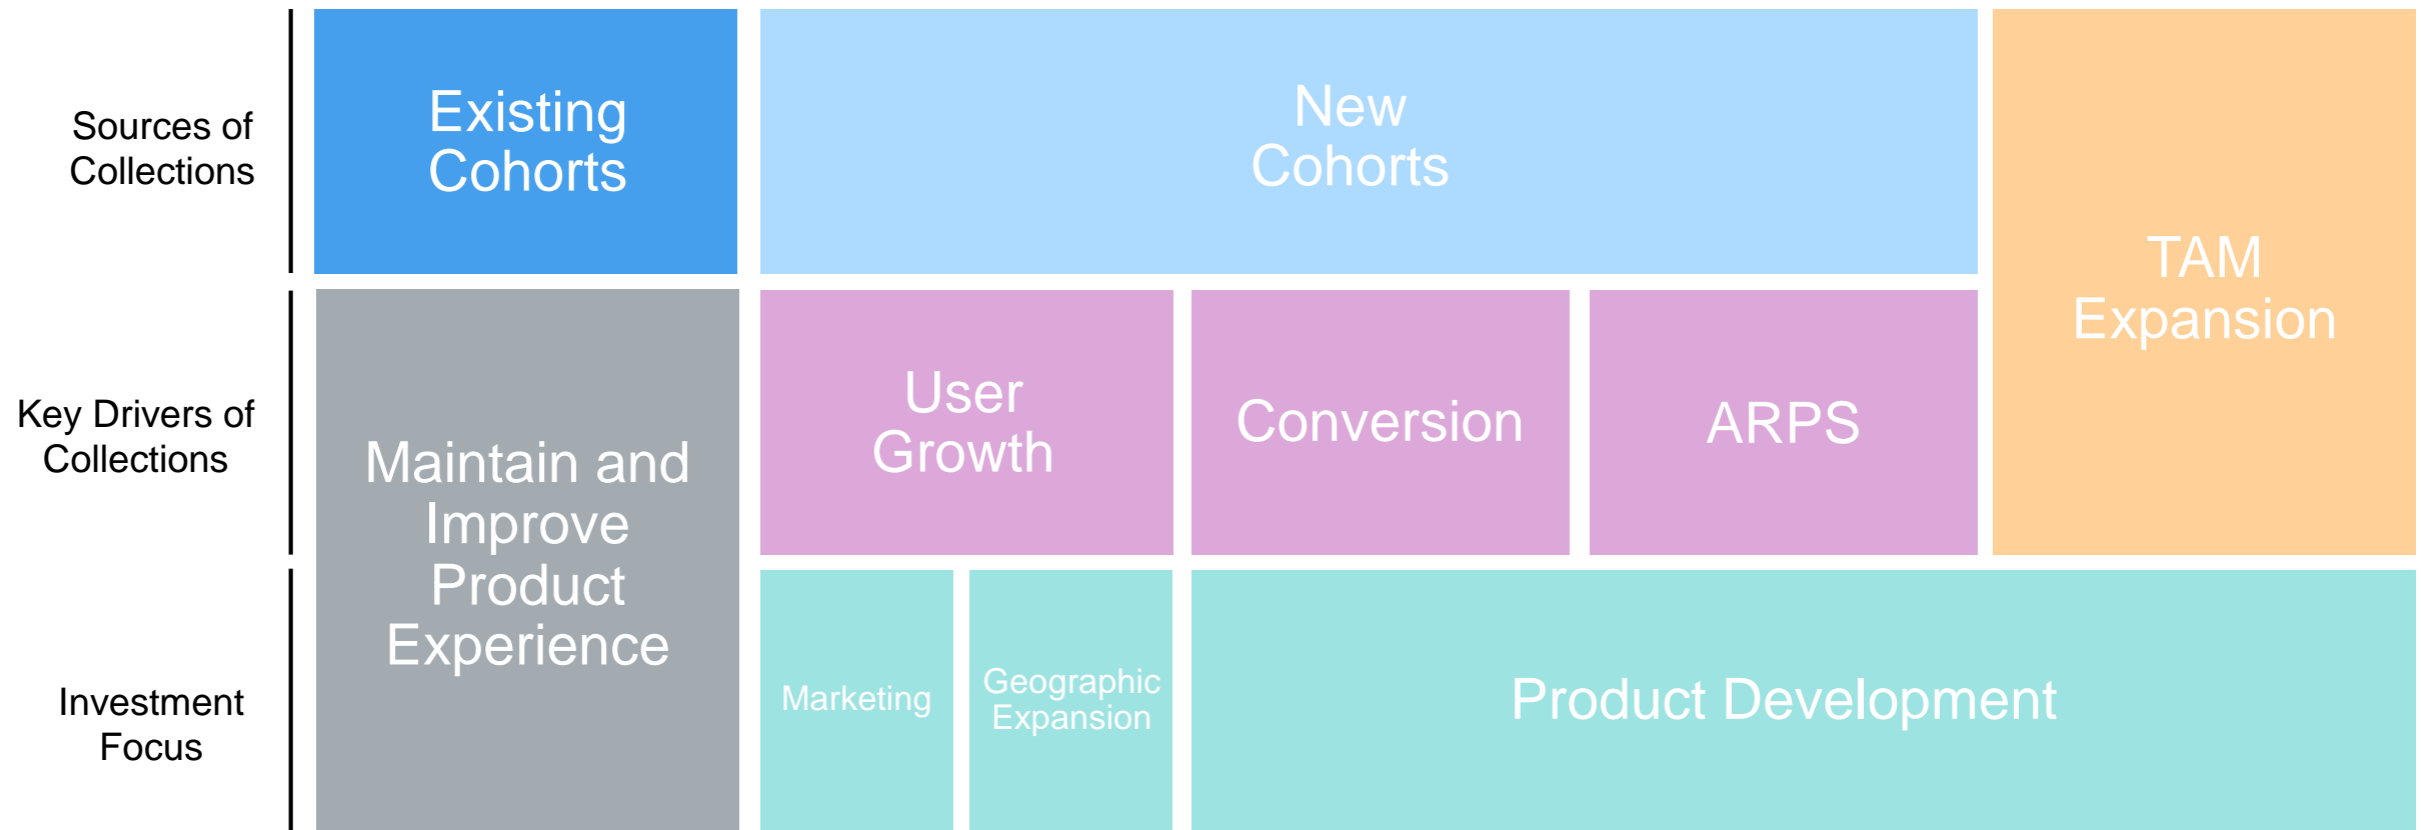 Sources of
Collections
Existing
Cohorts
New
Cohorts
TAM
Expansion
Key Drivers of
Collections
Maintain and
Improve
Product
Experience
User
Growth
Conversion
ARPS
Investment
Focus
Marketing
Geographic
Expansion
Product Development